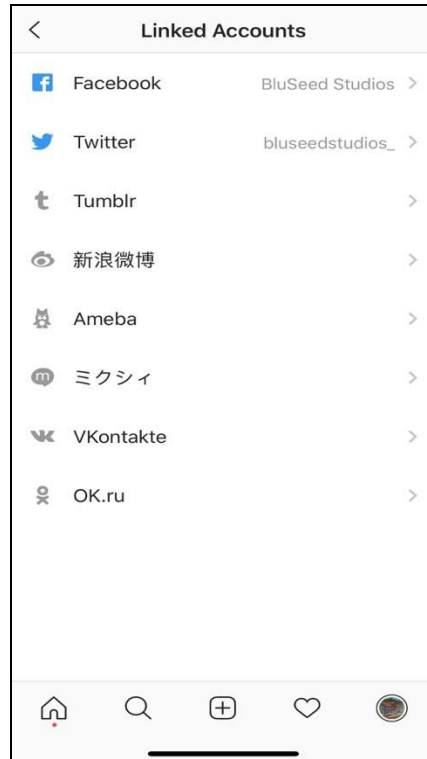 Linked Accounts
Facebook BluSeed Studios
Twitter bluseedstudios_
Tumblr
新浪微博
Ameba
ミクシィ
VKontakte
OK.ru